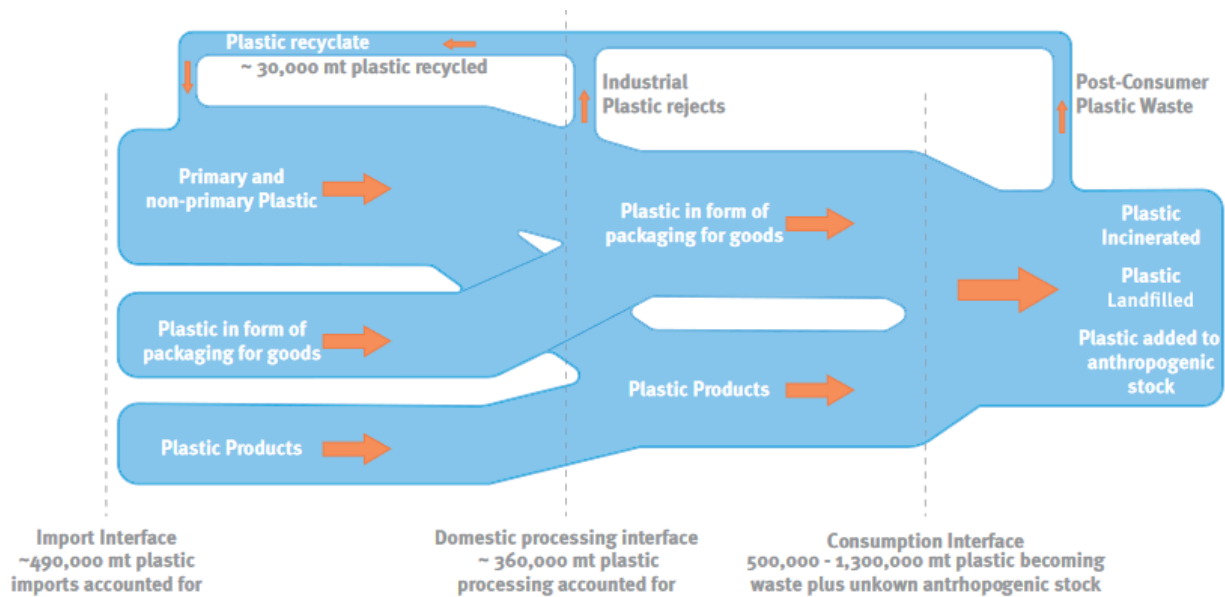 Plastic recyclate
~ 30,000 mt plastic recycled
Industrial
Plastic rejects
Post-Consumer
Plastic Waste
Primary and
non-primary Plastic
Plastic in form of
packaging for goods
Plastic
Incinerated
Plastic
Landfilled
Plastic added to
anthropogenic
stock
Plastic in form of
packaging for goods
Plastic Products
Plastic Products
Import Interface
~490,000 mt plastic
imports accounted for
Domestic processing interface
~ 360,000 mt plastic
processing accounted for
Consumption Interface
500,000 - 1,300,000 mt plastic becoming
waste plus unkown antrhopogenic stock